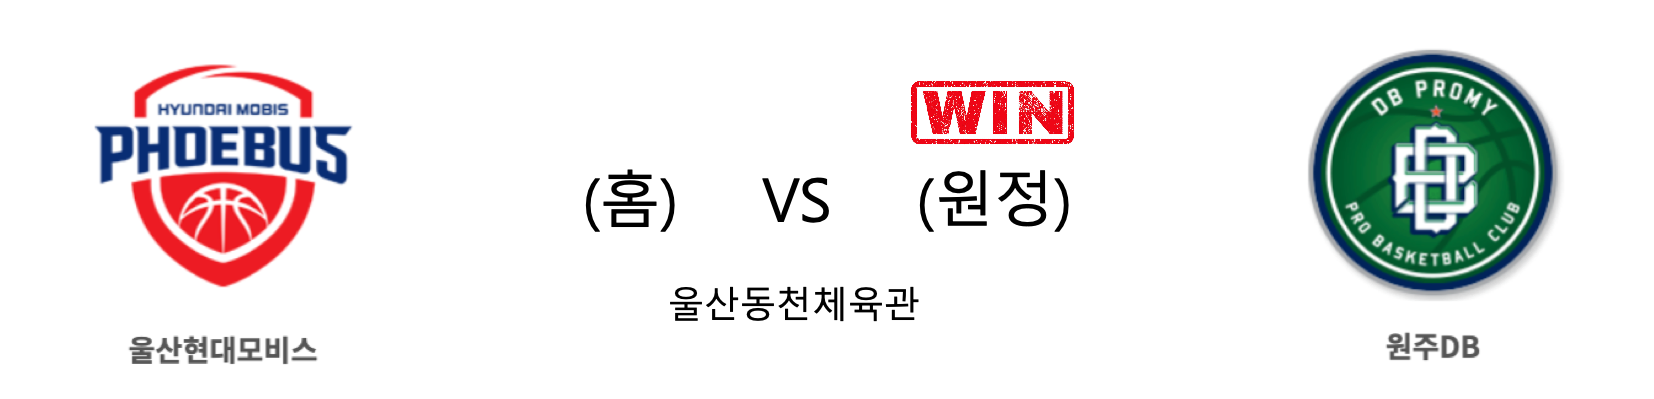 HYUNDAI MOBIS
PHOEBUS
울산현대모비스
WIN
(홈) VS (원정)
울산동천체육관
DB PROMY
DB
PRO BASKETBALL CLUB
원주DB